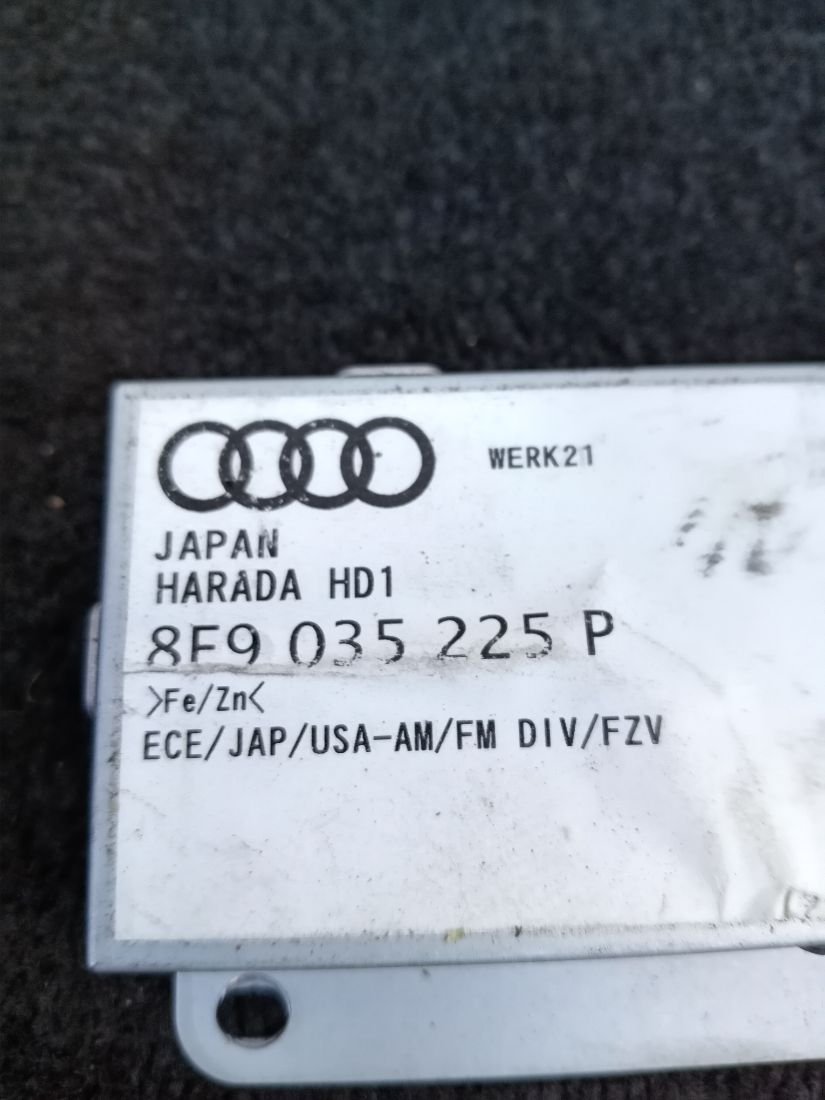 WERK21
JAPAN
HARADA HD1
8F9 035 225 P
>Fe/Zn<
ECE/JAP/USA-AM/FM DIV/FZV